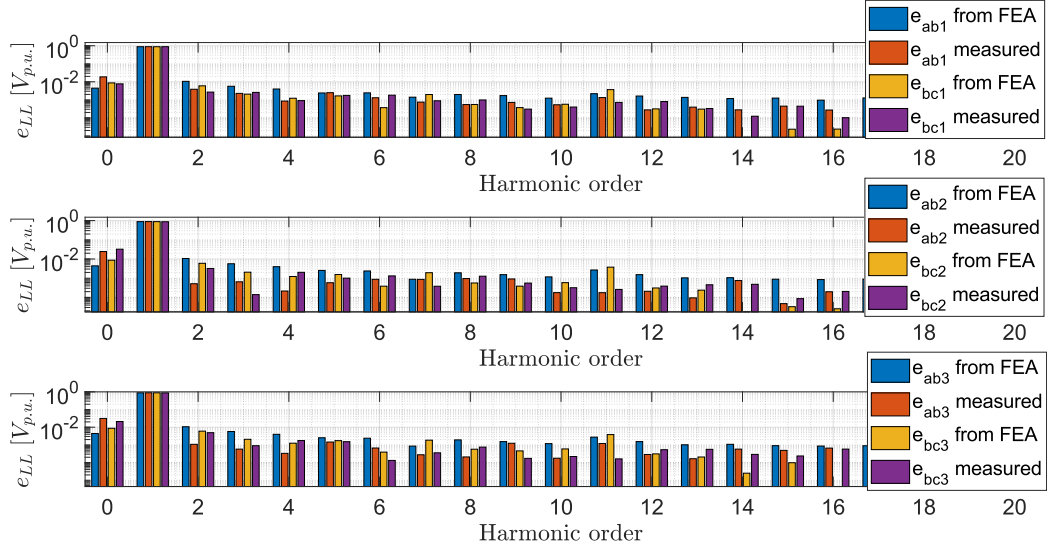 e_LL [V_p.u.]
10^0
10^-2
0 2 4 6 8 10 12 14 16 18 20
Harmonic order
e_ab1 from FEA
e_ab1 measured
e_bc1 from FEA
e_bc1 measured
e_LL [V_p.u.]
10^0
10^-2
0 2 4 6 8 10 12 14 16 18 20
Harmonic order
e_ab2 from FEA
e_ab2 measured
e_bc2 from FEA
e_bc2 measured
e_LL [V_p.u.]
10^0
10^-2
0 2 4 6 8 10 12 14 16 18 20
Harmonic order
e_ab3 from FEA
e_ab3 measured
e_bc3 from FEA
e_bc3 measured